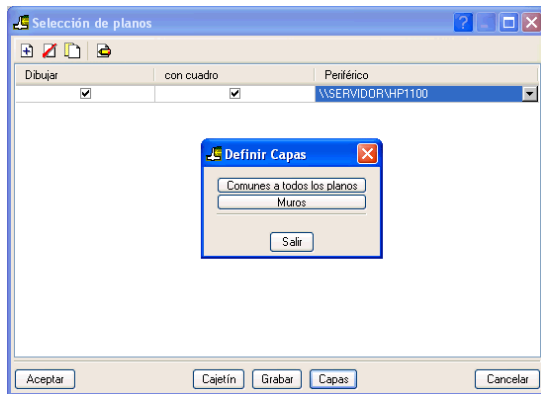 Selección de planos
Dibujar con cuadro Periférico
\\SERVIDOR\HP1100
Definir Capas
Comunes a todos los planos
Muros
Salir
Aceptar Cajetín Grabar Capas Cancelar